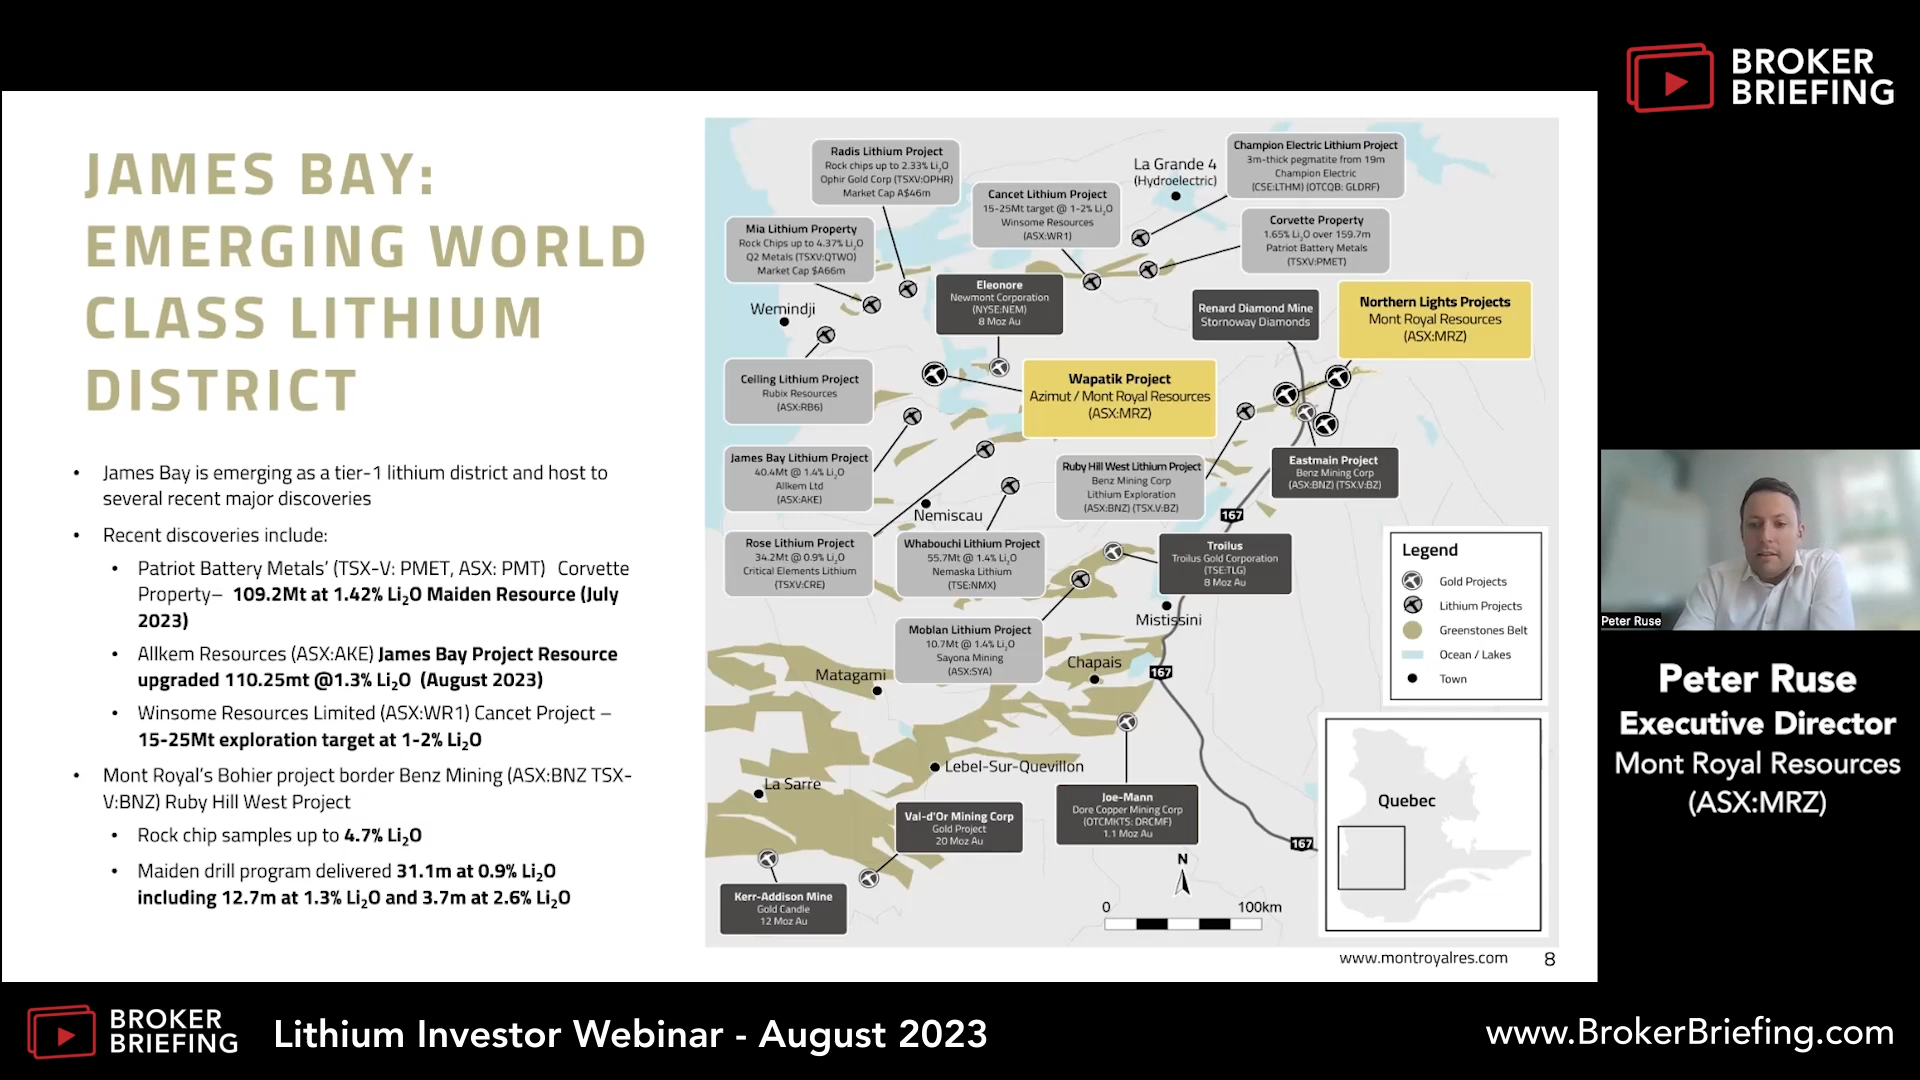 BROKER
BRIEFING
JAMES BAY:
EMERGING WORLD
CLASS LITHIUM
DISTRICT
• James Bay is emerging as a tier-1 lithium district and host to
several recent major discoveries
• Recent discoveries include:
• Patriot Battery Metals’ (TSX-V: PMET, ASX: PMT) Corvette
Property– 109.2Mt at 1.42% Li₂O Maiden Resource (July
2023)
• Allkem Resources (ASX:AKE) James Bay Project Resource
upgraded 110.25mt @1.3% Li₂O (August 2023)
• Winsome Resources Limited (ASX:WR1) Cancet Project –
15-25Mt exploration target at 1-2% Li₂O
• Mont Royal’s Bohier project border Benz Mining (ASX:BNZ TSX-
V:BNZ) Ruby Hill West Project
• Rock chip samples up to 4.7% Li₂O
• Maiden drill program delivered 31.1m at 0.9% Li₂O
including 12.7m at 1.3% Li₂O and 3.7m at 2.6% Li₂O
Radis Lithium Project
Rock chips up to 2.33% Li₂O
Ophir Gold Corp (TSXV:OPHR)
Market Cap A$46m
Champion Electric Lithium Project
3m-thick pegmatite from 19m
Champion Electric
(CSE:LTHM) (OTCQB: GLDRF)
La Grande 4
(Hydroelectric)
Cancet Lithium Project
15-25Mt target @ 1-2% Li₂O
Winsome Resources
(ASX:WR1)
Corvette Property
1.65% Li₂O over 159.7m
Patriot Battery Metals
(TSXV:PMET)
Mia Lithium Property
Rock Chips up to 4.37% Li₂O
Q2 Metals (TSXV:QTWO)
Market Cap $A66m
Eleonore
Newmont Corporation
(NYSE:NEM)
8 Moz Au
Renard Diamond Mine
Stornoway Diamonds
Northern Lights Projects
Mont Royal Resources
(ASX:MRZ)
Wemindji
Ceiling Lithium Project
Rubix Resources
(ASX:RB6)
Wapatik Project
Azimut / Mont Royal Resources
(ASX:MRZ)
James Bay Lithium Project
40.4Mt @ 1.4% Li₂O
Allkem Ltd
(ASX:AKE)
Ruby Hill West Lithium Project
Benz Mining Corp
Lithium Exploration
(ASX:BNZ) (TSX.V:BZ)
Eastmain Project
Benz Mining Corp
(ASX:BNZ) (TSX.V:BZ)
Nemiscau
167
Rose Lithium Project
34.2Mt @ 0.9% Li₂O
Critical Elements Lithium
(TSXV:CRE)
Whabouchi Lithium Project
55.7Mt @ 1.4% Li₂O
Nemaska Lithium
(TSE:NMX)
Troilus
Troilus Gold Corporation
(TSE:TLG)
8 Moz Au
Mistissini
Moblan Lithium Project
10.7Mt @ 1.4% Li₂O
Sayona Mining
(ASX:SYA)
Matagami
Chapais
167
Lebel-Sur-Quevillon
La Sarre
Val-d'Or Mining Corp
Gold Project
20 Moz Au
Joe-Mann
Dore Copper Mining Corp
(OTCMKTS: DRCMF)
1.1 Moz Au
167
Kerr-Addison Mine
Gold Candle
12 Moz Au
N
0 100km
Legend
Gold Projects
Lithium Projects
Greenstones Belt
Ocean / Lakes
Town
Quebec
www.montroyalres.com 8
Peter Ruse
Peter Ruse
Executive Director
Mont Royal Resources
(ASX:MRZ)
BROKER
BRIEFING
Lithium Investor Webinar - August 2023
www.BrokerBriefing.com